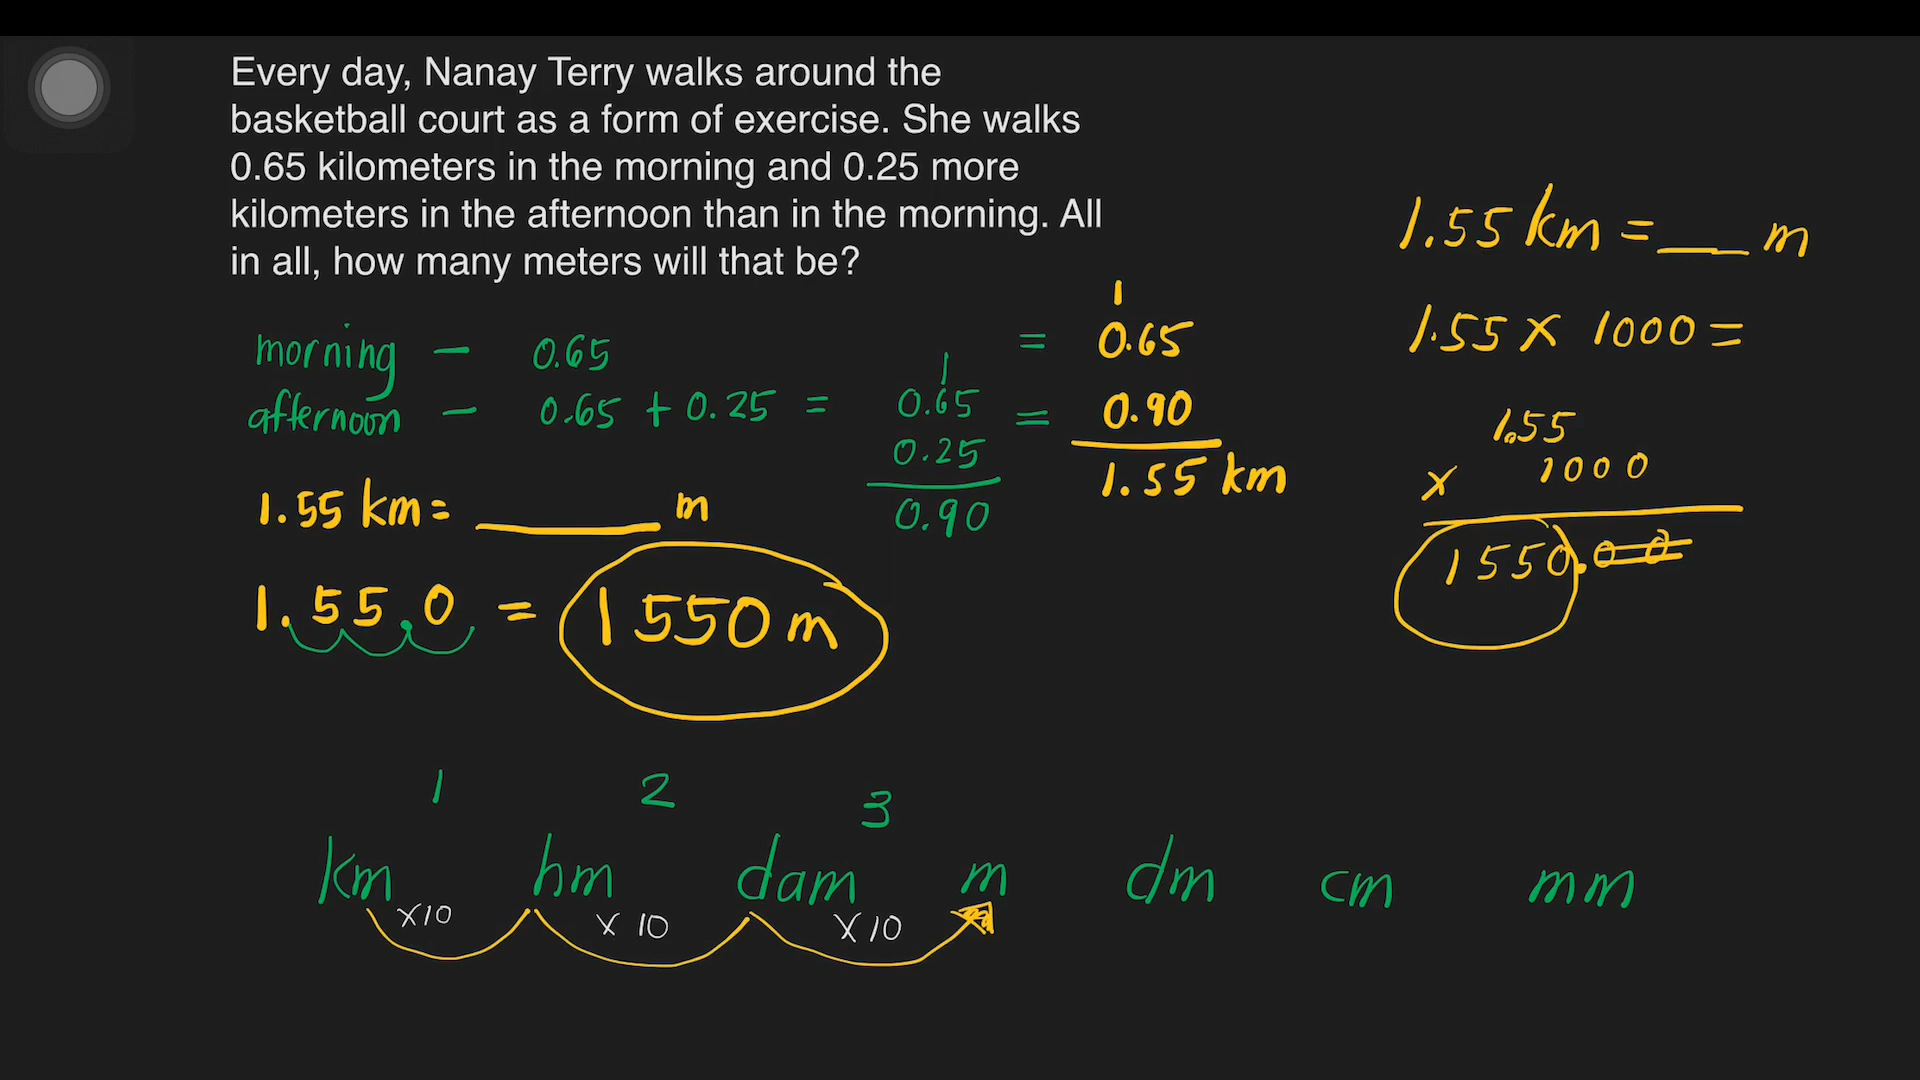 Every day, Nanay Terry walks around the
basketball court as a form of exercise. She walks
0.65 kilometers in the morning and 0.25 more
kilometers in the afternoon than in the morning. All
in all, how many meters will that be?
morning - 0.65
afternoon - 0.65 + 0.25 =
1
0.65
0.25
0.90
=
=
1
0.65
0.90
1.55 km
1.55 km = ____ m
1.55.0 = 1550 m
1.55 km = ___ m
1.55 x 1000 =
1.55
x 1000
1550.00
1 2 3
km hm dam m dm cm mm
x10 x 10 x 10